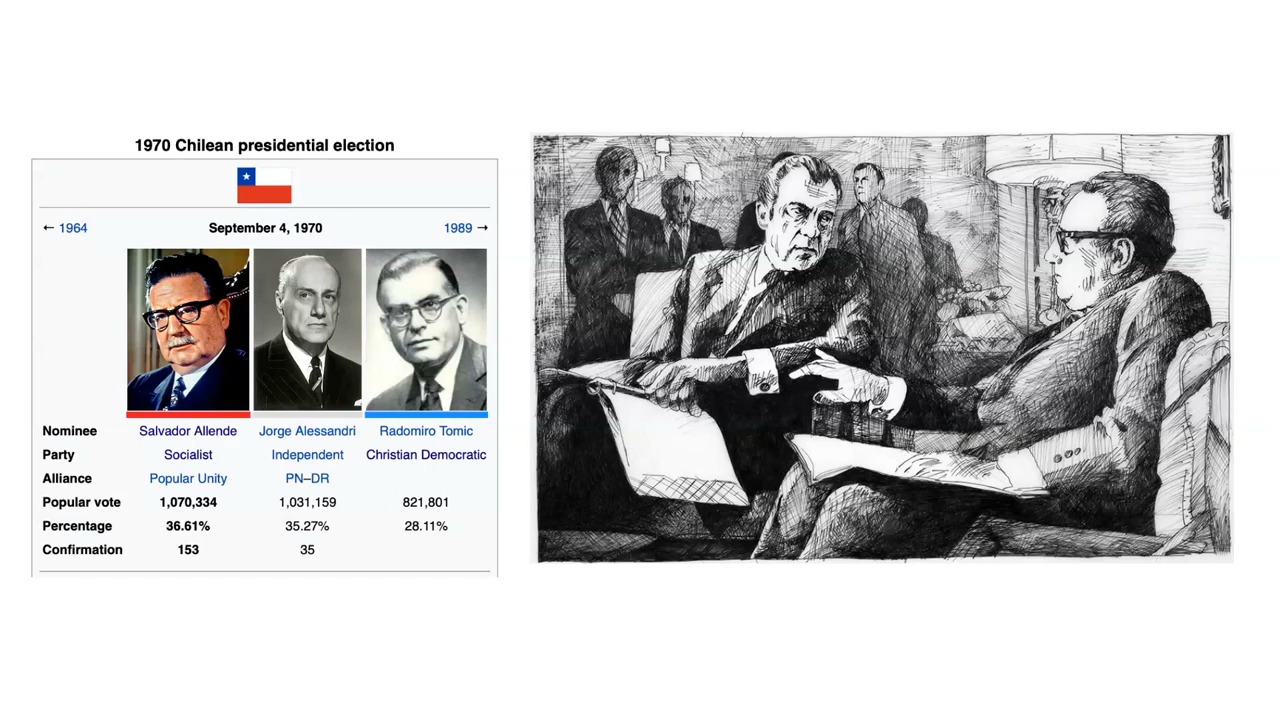 1970 Chilean presidential election
← 1964 September 4, 1970 1989 →
Nominee Salvador Allende Jorge Alessandri Radomiro Tomic
Party Socialist Independent Christian Democratic
Alliance Popular Unity PN–DR
Popular vote 1,070,334 1,031,159 821,801
Percentage 36.61% 35.27% 28.11%
Confirmation 153 35